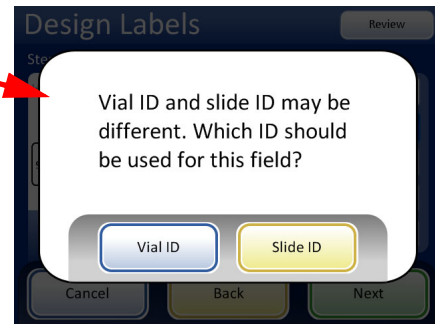 Design Labels
Review
Ste
Vial ID and slide ID may be
different. Which ID should
be used for this field?
Vial ID
Slide ID
Cancel
Back
Next